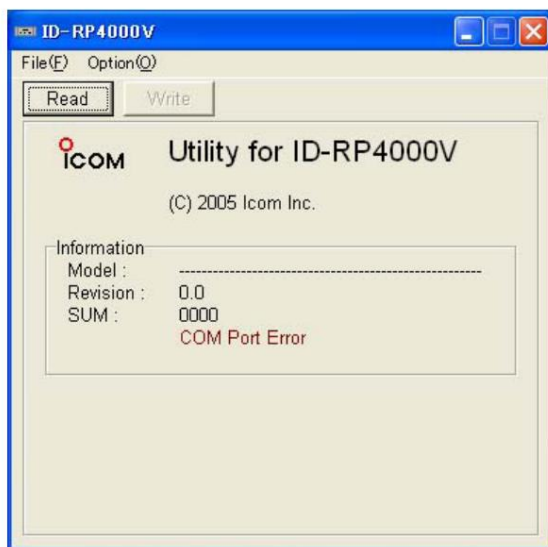 ID-RP4000V
File(F) Option(O)
Read Write
ICOM Utility for ID-RP4000V
(C) 2005 Icom Inc.
Information
Model : ------------------------------------------------------
Revision : 0.0
SUM : 0000
COM Port Error